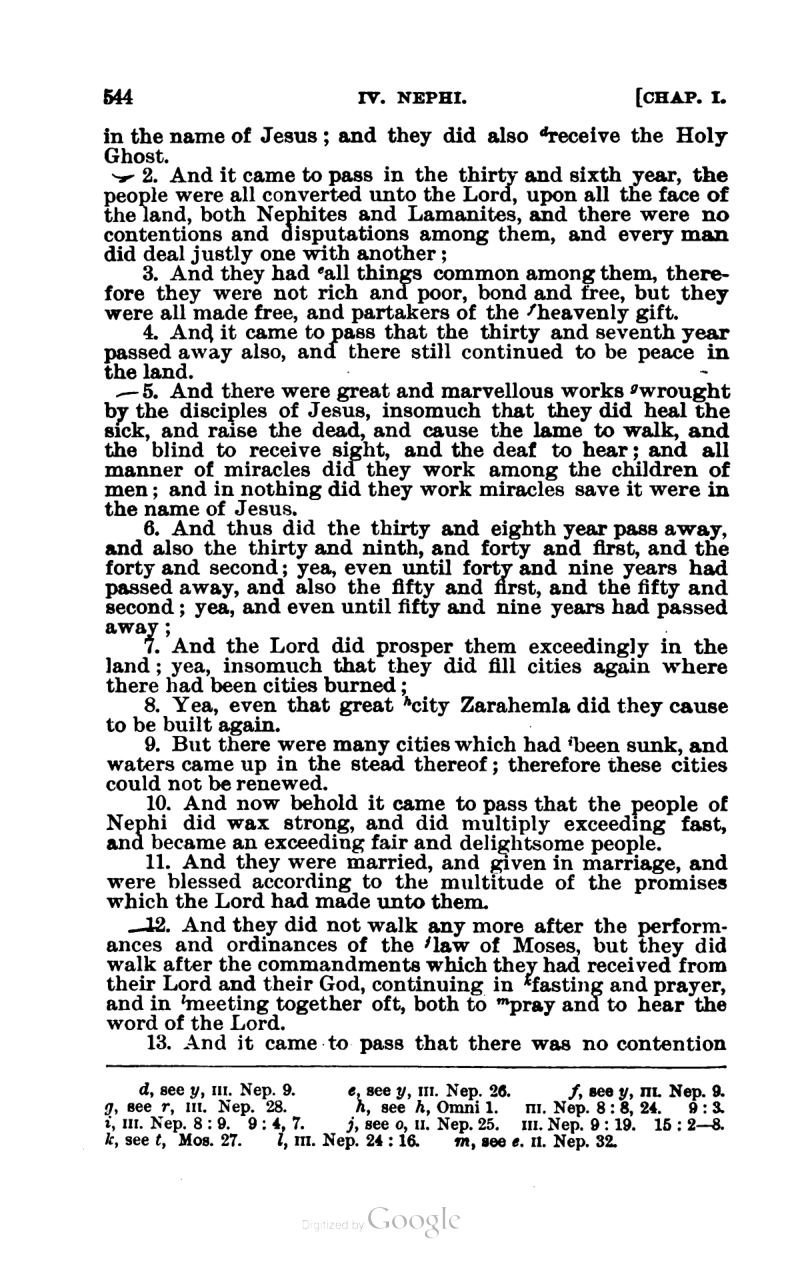 544 IV. NEPHI. [CHAP. I.
in the name of Jesus; and they did also dreceive the Holy
Ghost.
2. And it came to pass in the thirty and sixth year, the
people were all converted unto the Lord, upon all the face of
the land, both Nephites and Lamanites, and there were no
contentions and disputations among them, and every man
did deal justly one with another;
3. And they had eall things common among them, there-
fore they were not rich and poor, bond and free, but they
were all made free, and partakers of the fheavenly gift.
4. And it came to pass that the thirty and seventh year
passed away also, and there still continued to be peace in
the land.
5. And there were great and marvellous works gwrought
by the disciples of Jesus, insomuch that they did heal the
sick, and raise the dead, and cause the lame to walk, and
the blind to receive sight, and the deaf to hear; and all
manner of miracles did they work among the children of
men; and in nothing did they work miracles save it were in
the name of Jesus.
6. And thus did the thirty and eighth year pass away,
and also the thirty and ninth, and forty and first, and the
forty and second; yea, even until forty and nine years had
passed away, and also the fifty and first, and the fifty and
second; yea, and even until fifty and nine years had passed
away;
7. And the Lord did prosper them exceedingly in the
land; yea, insomuch that they did fill cities again where
there had been cities burned;
8. Yea, even that great hcity Zarahemla did they cause
to be built again.
9. But there were many cities which had ibeen sunk, and
waters came up in the stead thereof; therefore these cities
could not be renewed.
10. And now behold it came to pass that the people of
Nephi did wax strong, and did multiply exceeding fast,
and became an exceeding fair and delightsome people.
11. And they were married, and given in marriage, and
were blessed according to the multitude of the promises
which the Lord had made unto them.
12. And they did not walk any more after the perform-
ances and ordinances of the jlaw of Moses, but they did
walk after the commandments which they had received from
their Lord and their God, continuing in kfasting and prayer,
and in lmeeting together oft, both to mpray and to hear the
word of the Lord.
13. And it came to pass that there was no contention
d, see y, III. Nep. 9. e, see y, III. Nep. 26. f, see y, III. Nep. 9.
g, see r, III. Nep. 28. h, see h, Omni 1. III. Nep. 8:8, 24. 9:3.
i, III. Nep. 8:9. 9:4, 7. j, see o, II. Nep. 25. III. Nep. 9:19. 15:2—8.
k, see t, Mos. 27. l, III. Nep. 24:16. m, see e. II. Nep. 32.
Digitized by Google